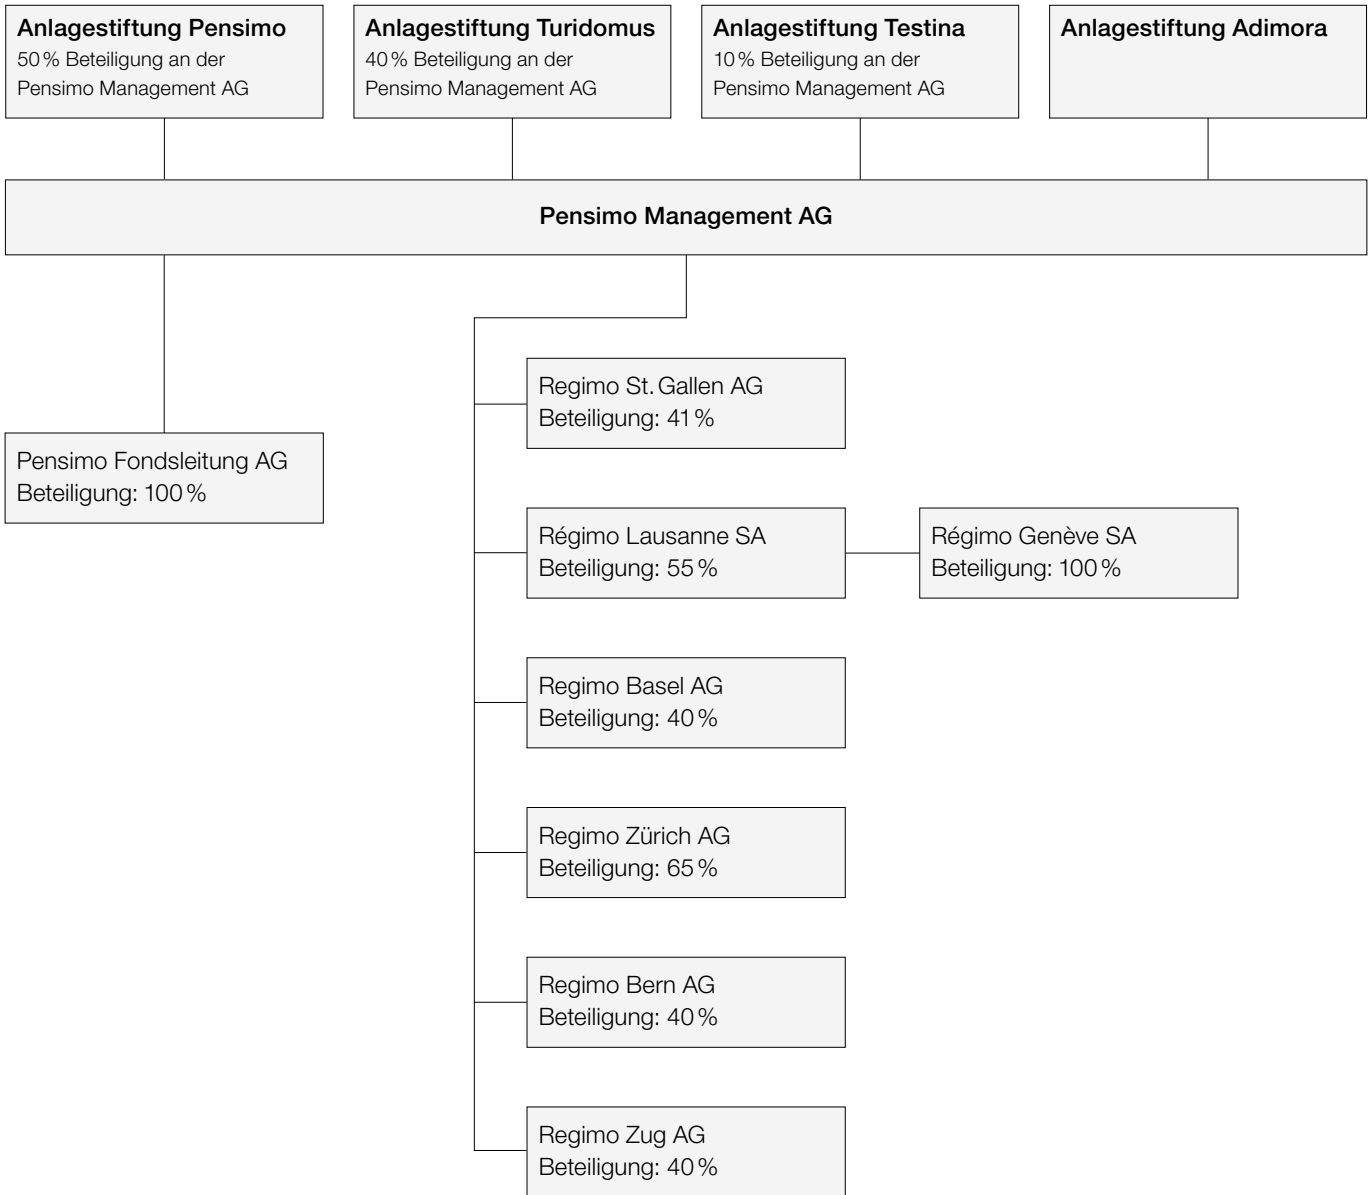 Anlagestiftung Pensimo
50 % Beteiligung an der
Pensimo Management AG
Anlagestiftung Turidomus
40 % Beteiligung an der
Pensimo Management AG
Anlagestiftung Testina
10 % Beteiligung an der
Pensimo Management AG
Anlagestiftung Adimora
Pensimo Management AG
Regimo St. Gallen AG
Beteiligung: 41 %
Pensimo Fondsleitung AG
Beteiligung: 100 %
Régimo Lausanne SA
Beteiligung: 55 %
Régimo Genève SA
Beteiligung: 100 %
Regimo Basel AG
Beteiligung: 40 %
Regimo Zürich AG
Beteiligung: 65 %
Regimo Bern AG
Beteiligung: 40 %
Regimo Zug AG
Beteiligung: 40 %